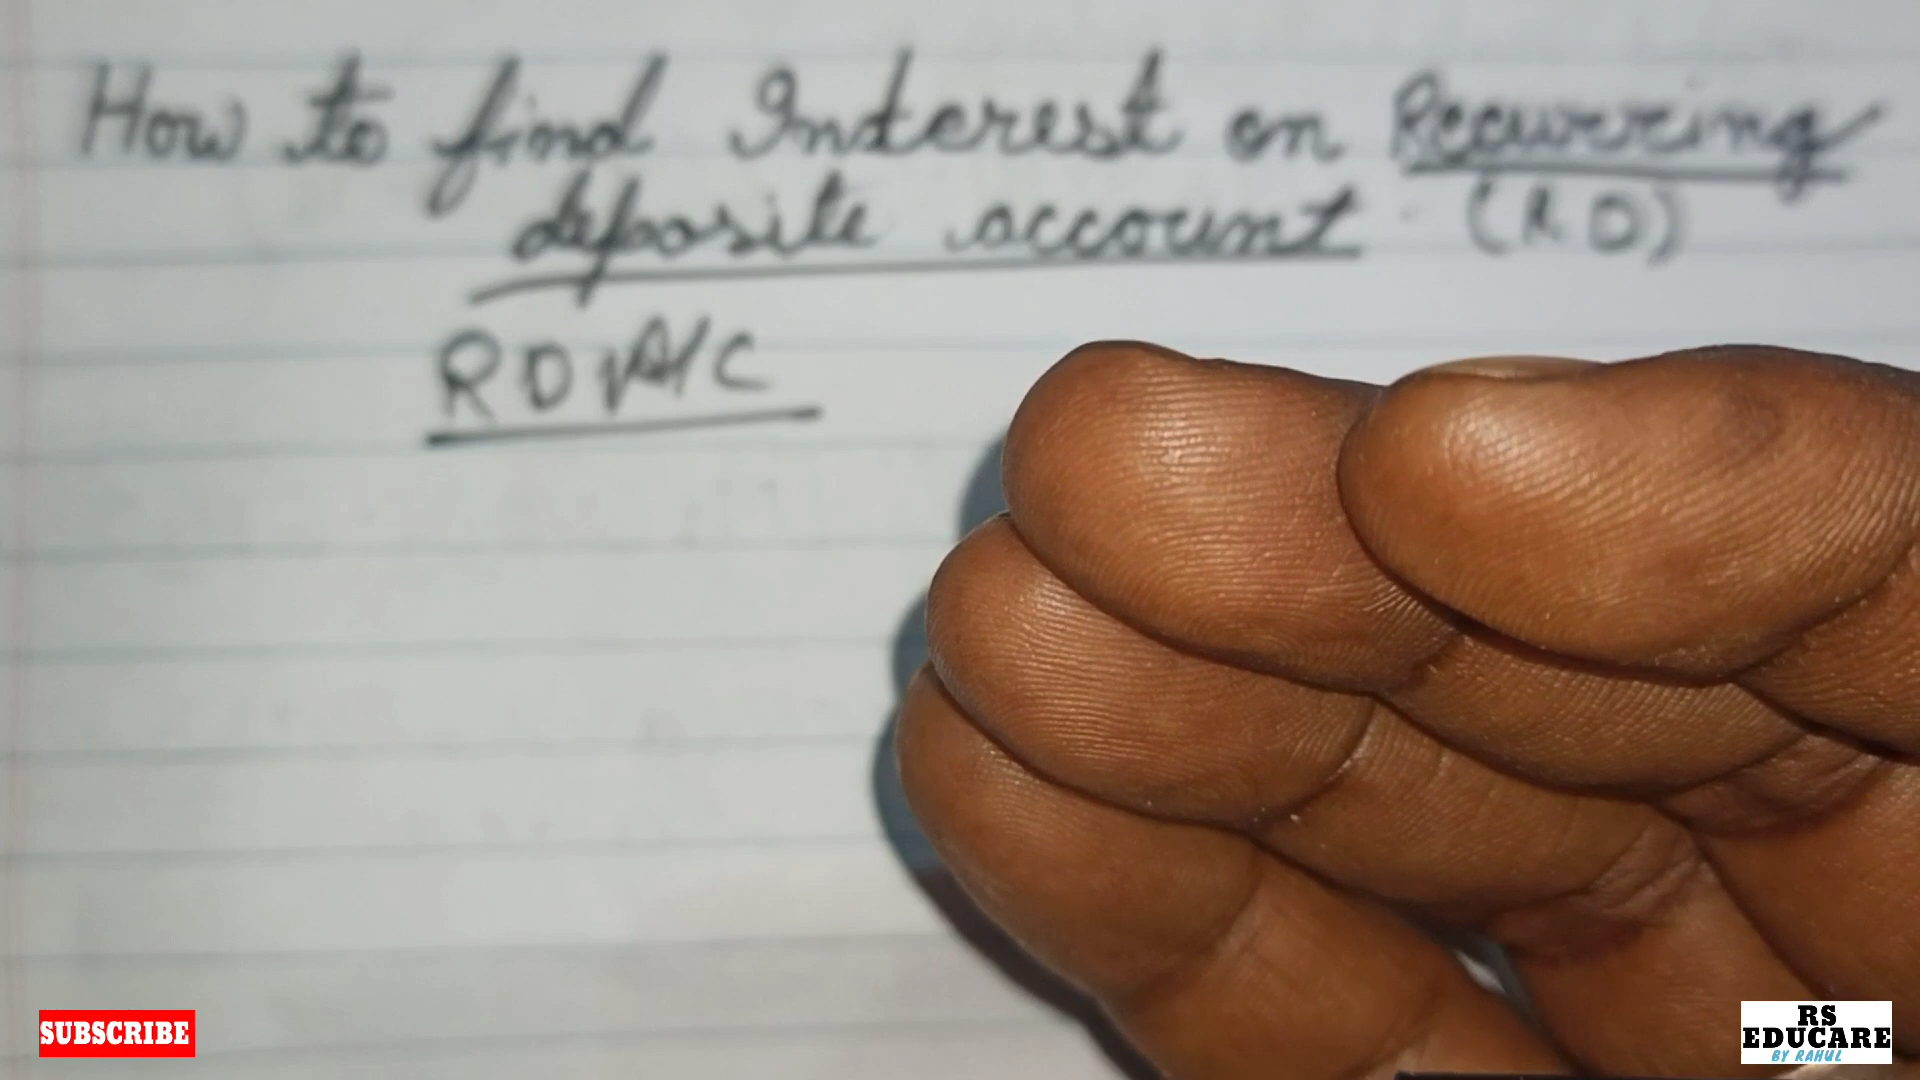 How to find Interest on Recurring
deposite account (RD)
RD A/C
SUBSCRIBE
RS
EDUCARE
BY RAHUL